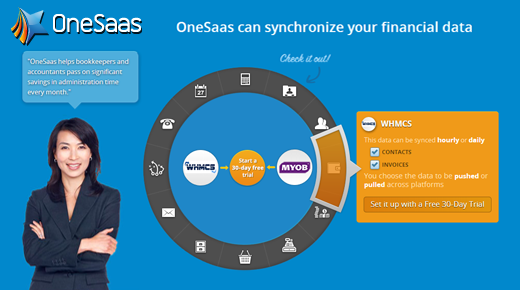 OneSaas
OneSaas can synchronize your financial data
"OneSaas helps bookkeepers and
accountants pass on significant
savings in administration time
every month."
Check it out!
27
WHMCS
Start a
30-day free
trial
MYOB
WHMCS
WHMCS
This data can be synced hourly or daily
CONTACTS
INVOICES
You choose the data to be pushed or
pulled across platforms
Set it up with a Free 30-Day Trial